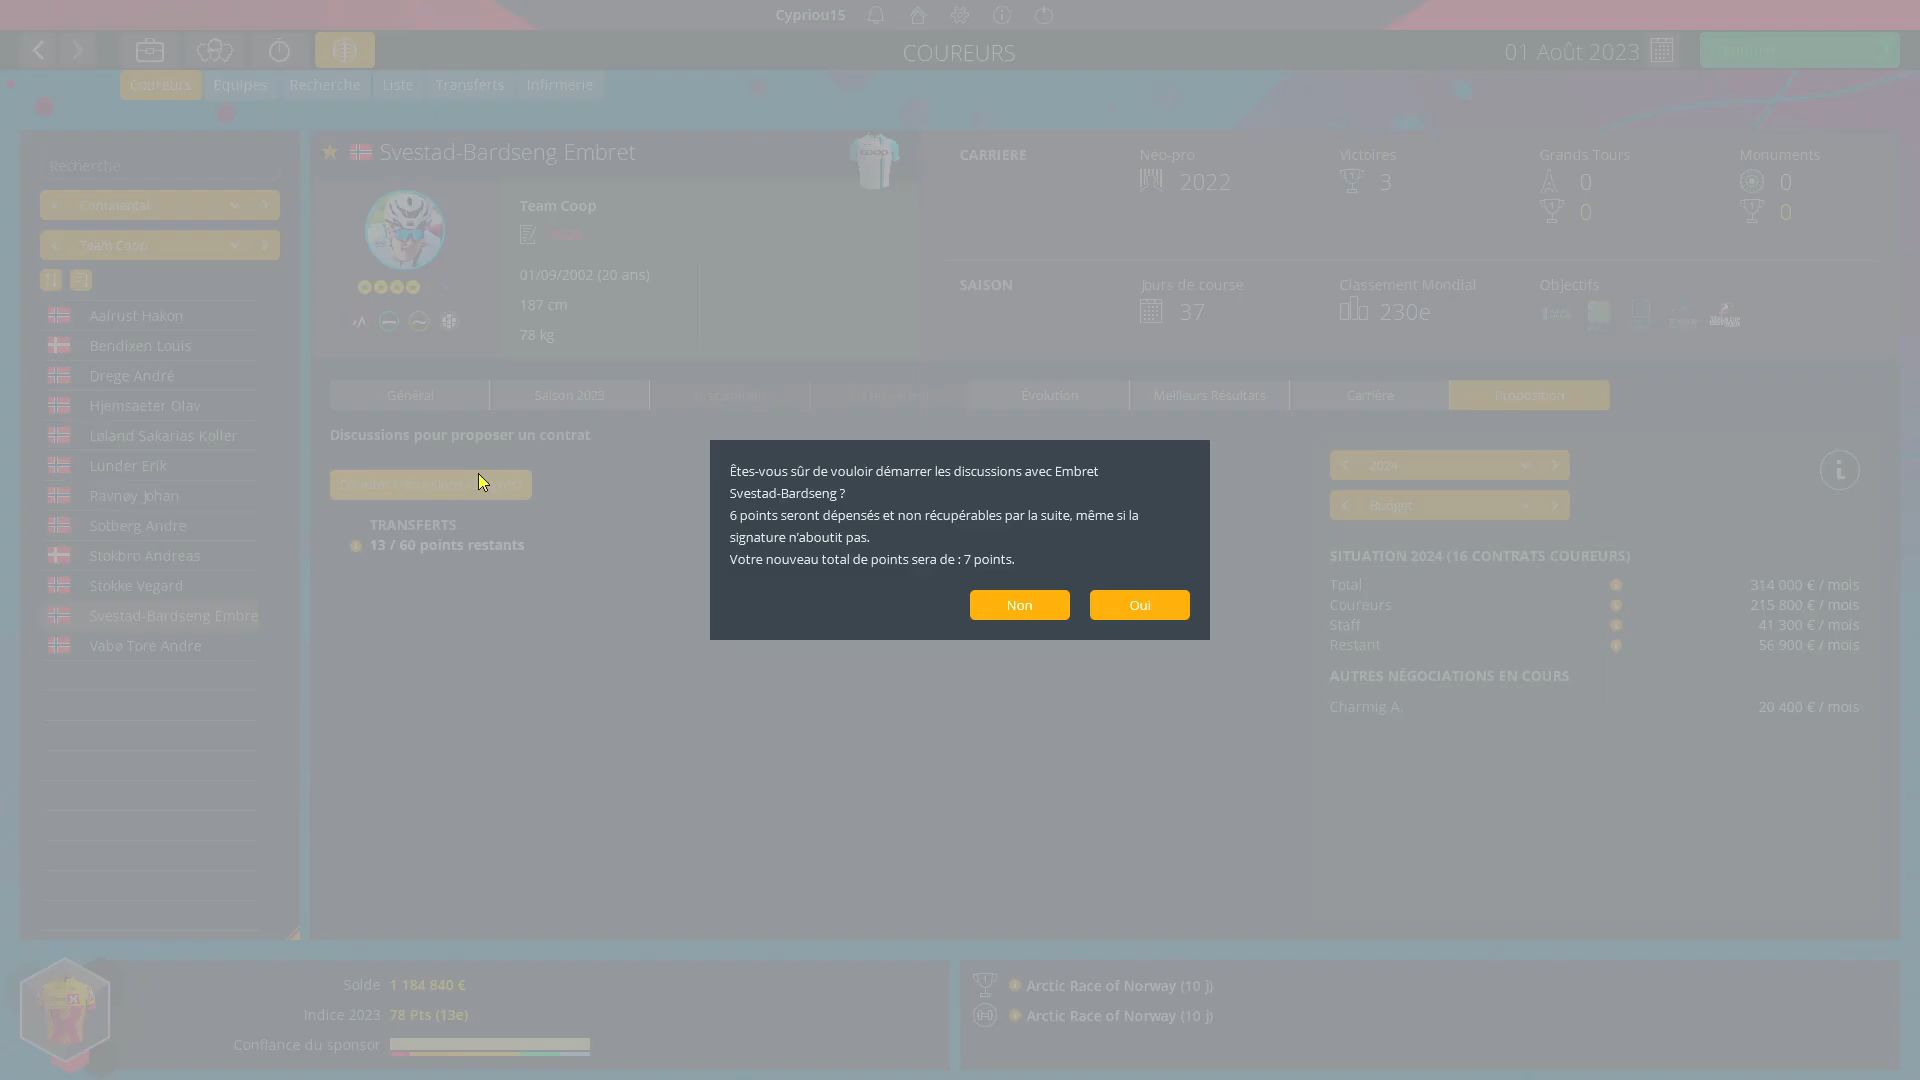 Cypriou15
COUREURS
01 Août 2023
Coureurs
Equipes
Recherche
Liste
Transferts
Infirmerie
Recherche
Continental
Team Coop
Aalrust Hakon
Bendixen Louis
Drege André
Hjemsaeter Olav
Løland Sakarias Koller
Lunder Erik
Ravnøy Johan
Solberg Andre
Stokbro Andreas
Stokke Vegard
Svestad-Bardseng Embre
Vabø Tore Andre
Svestad-Bardseng Embret
Team Coop
01/09/2002 (20 ans)
187 cm
78 kg
CARRIERE
Néo-pro
2022
Victoires
3
Grands Tours
0
0
Monuments
0
0
SAISON
Jours de course
37
Classement Mondial
230e
Objectifs
Général
Saison 2023
Evolution
Meilleurs Résultats
Carrière
Proposition
Discussions pour proposer un contrat
TRANSFERTS
13 / 60 points restants
Êtes-vous sûr de vouloir démarrer les discussions avec Embret
Svestad-Bardseng ?
6 points seront dépensés et non récupérables par la suite, même si la
signature n'aboutit pas.
Votre nouveau total de points sera de : 7 points.
Non
Oui
2024
Budget
SITUATION 2024 (16 CONTRATS COUREURS)
Total 314 000 € / mois
Coureurs 215 800 € / mois
Staff 41 300 € / mois
Restant 56 900 € / mois
AUTRES NÉGOCIATIONS EN COURS
Charmig A. 20 400 € / mois
Solde 1 184 840 €
Indice 2023 78 Pts (13e)
Confiance du sponsor
Arctic Race of Norway (10 j)
Arctic Race of Norway (10 j)